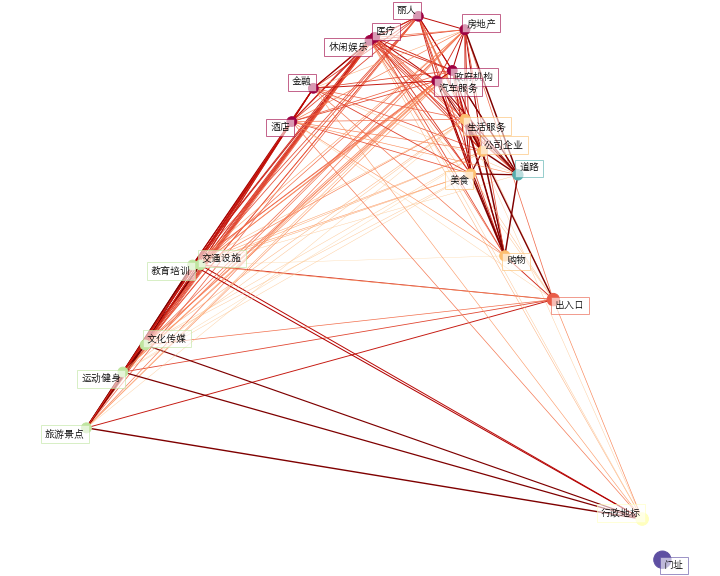 丽人
房地产
医疗
休闲娱乐
政府机构
金融
汽车服务
酒店
生活服务
公司企业
道路
美食
交通设施
购物
教育培训
出入口
文化传媒
运动健身
旅游景点
行政地标
门址